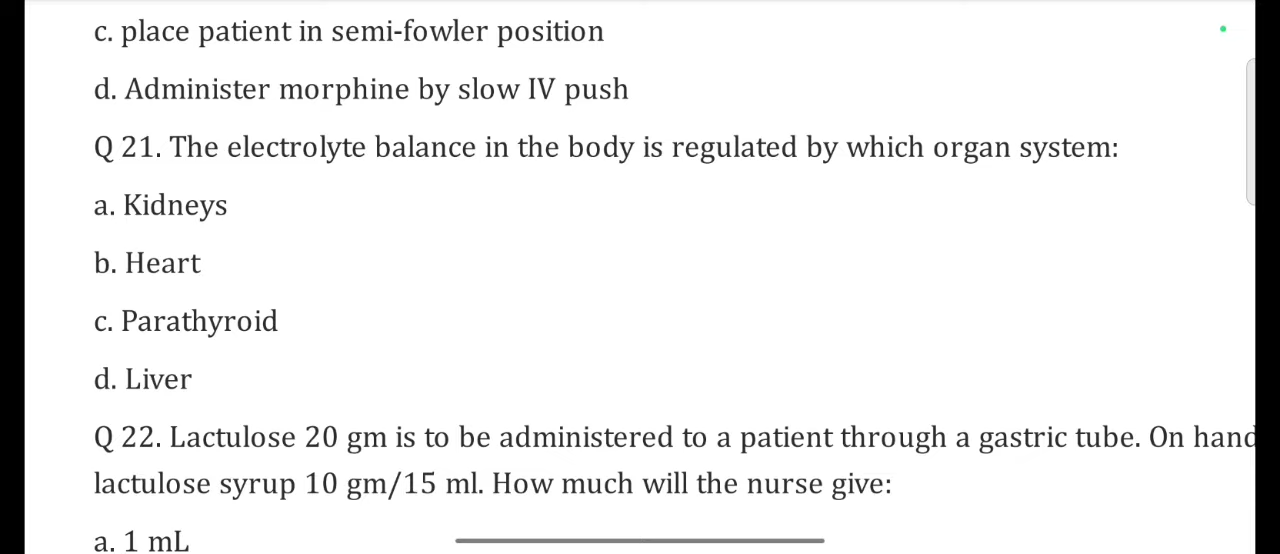 c. place patient in semi-fowler position
d. Administer morphine by slow IV push
Q 21. The electrolyte balance in the body is regulated by which organ system:
a. Kidneys
b. Heart
c. Parathyroid
d. Liver
Q 22. Lactulose 20 gm is to be administered to a patient through a gastric tube. On hand
lactulose syrup 10 gm/15 ml. How much will the nurse give:
a. 1 mL